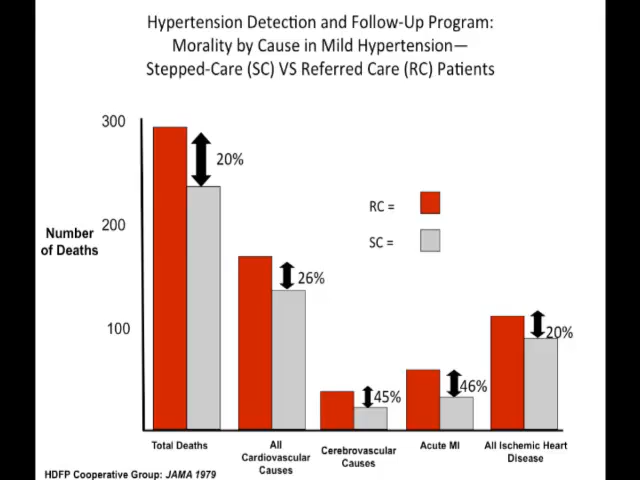 Hypertension Detection and Follow-Up Program:
Morality by Cause in Mild Hypertension—
Stepped-Care (SC) VS Referred Care (RC) Patients
300
20%
200
Number
of Deaths
RC =
SC =
26%
100
20%
45%
46%
Total Deaths
All
Cardiovascular
Causes
Cerebrovascular
Causes
Acute MI
All Ischemic Heart
Disease
HDFP Cooperative Group: JAMA 1979